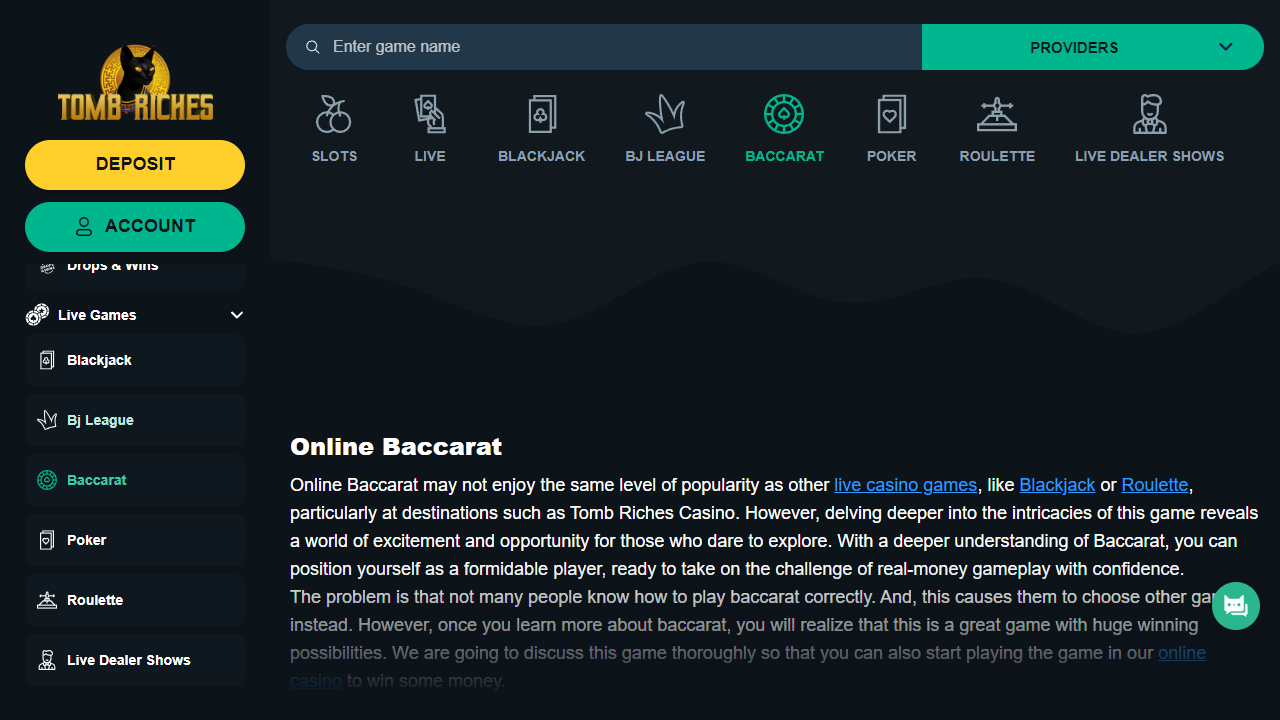 TOMB RICHES
DEPOSIT
ACCOUNT
Drops & Wins
Live Games
Blackjack
Bj League
Baccarat
Poker
Roulette
Live Dealer Shows
Enter game name
PROVIDERS
SLOTS
LIVE
BLACKJACK
BJ LEAGUE
BACCARAT
POKER
ROULETTE
LIVE DEALER SHOWS
Online Baccarat
Online Baccarat may not enjoy the same level of popularity as other live casino games, like Blackjack or Roulette,
particularly at destinations such as Tomb Riches Casino. However, delving deeper into the intricacies of this game reveals
a world of excitement and opportunity for those who dare to explore. With a deeper understanding of Baccarat, you can
position yourself as a formidable player, ready to take on the challenge of real-money gameplay with confidence.
The problem is that not many people know how to play baccarat correctly. And, this causes them to choose other
instead. However, once you learn more about baccarat, you will realize that this is a great game with huge winning
possibilities. We are going to discuss this game thoroughly so that you can also start playing the game in our online
casino to win some money.